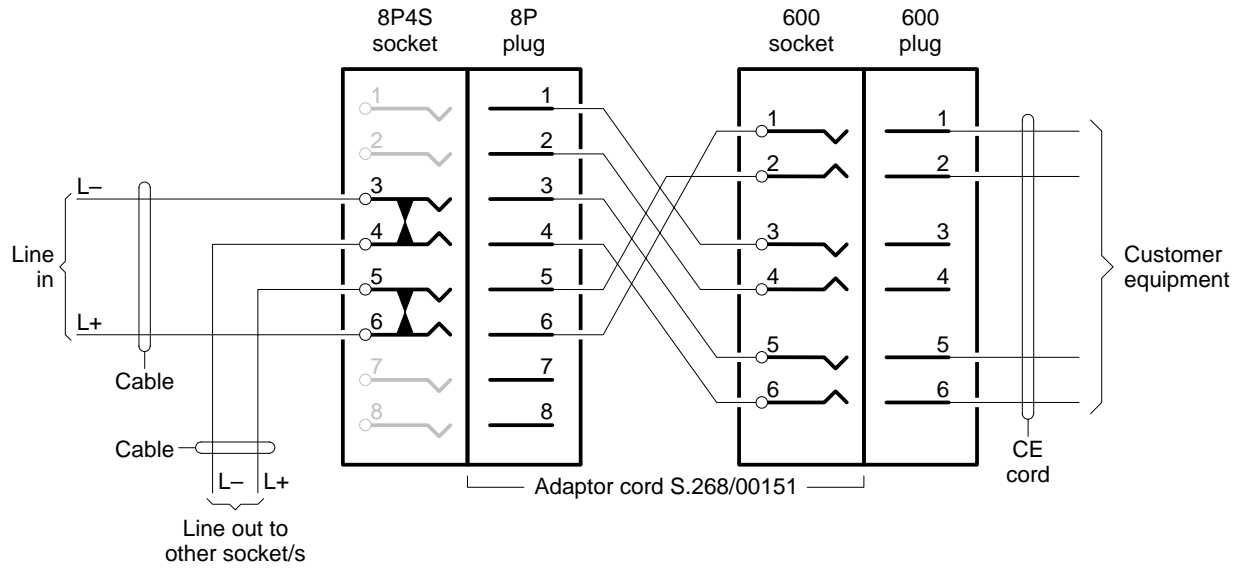 8P4S
socket
8P
plug
600
socket
600
plug
1
2
3
4
5
6
7
8
1
2
3
4
5
6
7
8
1
2
3
4
5
6
1
2
3
4
5
6
L–
Line
in
L+
Cable
Cable
L–
L+
Line out to
other socket/s
Adaptor cord S.268/00151
CE
cord
Customer
equipment